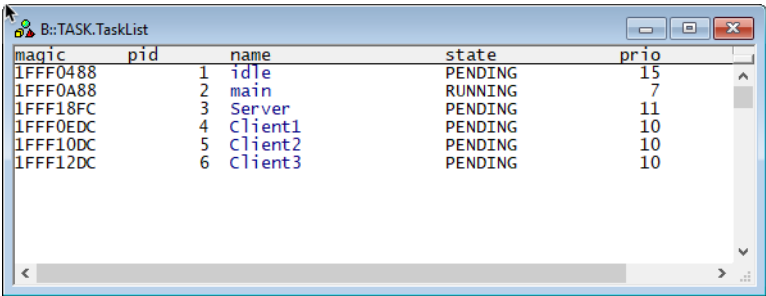 B::TASK.TaskList
magic pid name state prio
1FFF0488 1 idle PENDING 15
1FFF0A88 2 main RUNNING 7
1FFF18FC 3 Server PENDING 11
1FFF0EDC 4 Client1 PENDING 10
1FFF10DC 5 Client2 PENDING 10
1FFF12DC 6 Client3 PENDING 10